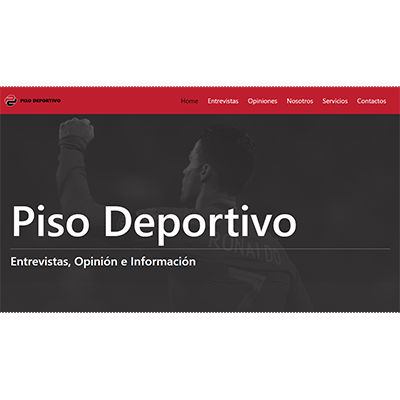 PISO DEPORTIVO
Home Entrevistas Opiniones Nosotros Servicios Contactos
Piso Deportivo
RONALDO
Entrevistas, Opinión e Información